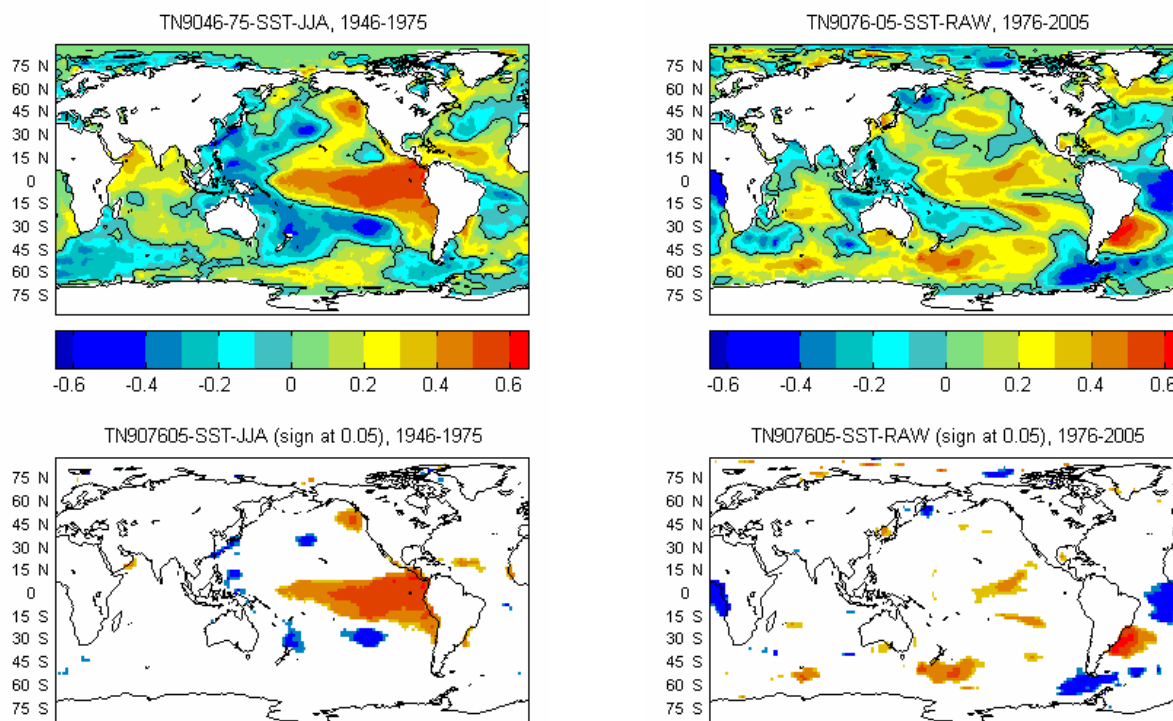 TN9046-75-SST-JJA, 1946-1975
75 N
60 N
45 N
30 N
15 N
0
15 S
30 S
45 S
60 S
75 S
-0.6 -0.4 -0.2 0 0.2 0.4 0.6
TN9076-05-SST-RAW, 1976-2005
75 N
60 N
45 N
30 N
15 N
0
15 S
30 S
45 S
60 S
75 S
-0.6 -0.4 -0.2 0 0.2 0.4 0.6
TN907605-SST-JJA (sign at 0.05), 1946-1975
75 N
60 N
45 N
30 N
15 N
0
15 S
30 S
45 S
60 S
75 S
TN907605-SST-RAW (sign at 0.05), 1976-2005
75 N
60 N
45 N
30 N
15 N
0
15 S
30 S
45 S
60 S
75 S